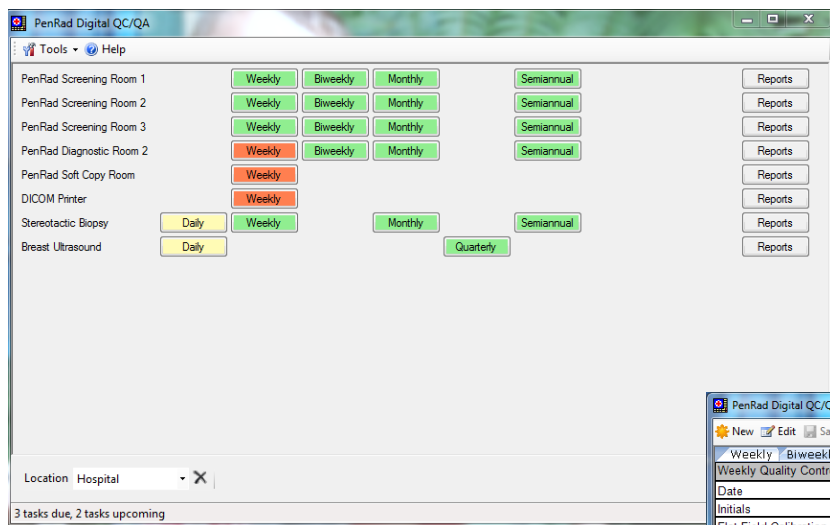 PenRad Digital QC/QA
Tools Help
PenRad Screening Room 1 Weekly Biweekly Monthly Semiannual Reports
PenRad Screening Room 2 Weekly Biweekly Monthly Semiannual Reports
PenRad Screening Room 3 Weekly Biweekly Monthly Semiannual Reports
PenRad Diagnostic Room 2 Weekly Biweekly Monthly Semiannual Reports
PenRad Soft Copy Room Weekly Reports
DICOM Printer Weekly Reports
Stereotactic Biopsy Daily Weekly Monthly Semiannual Reports
Breast Ultrasound Daily Quarterly Reports
Location Hospital
3 tasks due, 2 tasks upcoming
PenRad Digital QC/
New Edit Sa
Weekly Biweekl
Weekly Quality Contr
Date
Initials